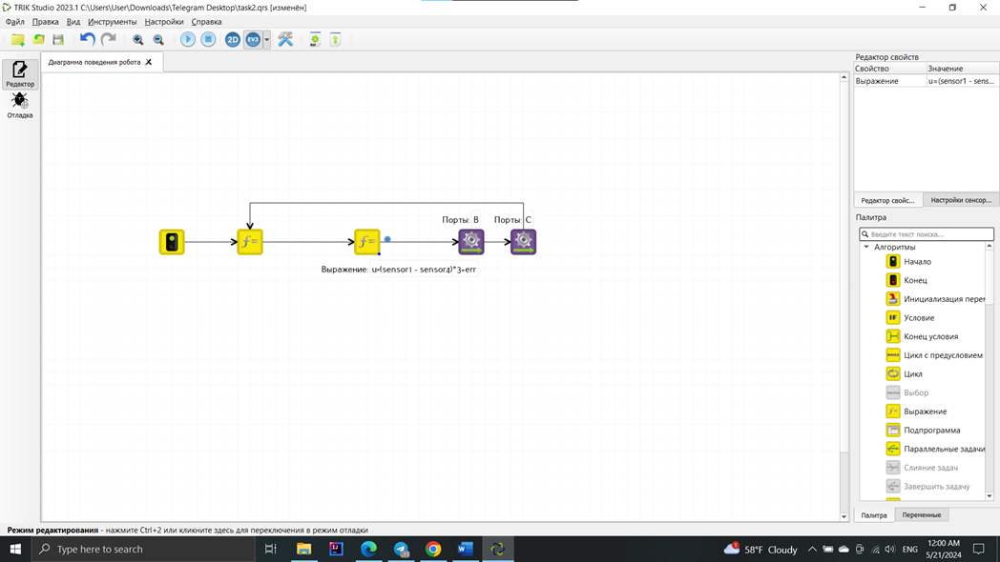 TRIK Studio 2023.1 C:\Users\User\Downloads\Telegram Desktop\task2.qrs [изменён]
Файл Правка Вид Инструменты Настройки Справка
2D EV3
Диаграмма поведения робота
Редактор
Отладка
Порты: B Порты: C
f= f=
Выражение: u=(sensor1 - sensor4)*3+err
Редактор свойств
Свойство Значение
Выражение u=(sensor1 - sens...
Редактор свойс... Настройки сенсор...
Палитра
Введите текст поиска...
Алгоритмы
Начало
Конец
Инициализация перем
IF Условие
Конец условия
Цикл с предусловием
Цикл
Выбор
f= Выражение
Подпрограмма
Параллельные задачи
Слияние задач
Завершить задачу
Палитра Переменные
Режим редактирования - нажмите Ctrl+2 или кликните здесь для переключения в режим отладки
Type here to search
58°F Cloudy
ENG
12:00 AM
5/21/2024